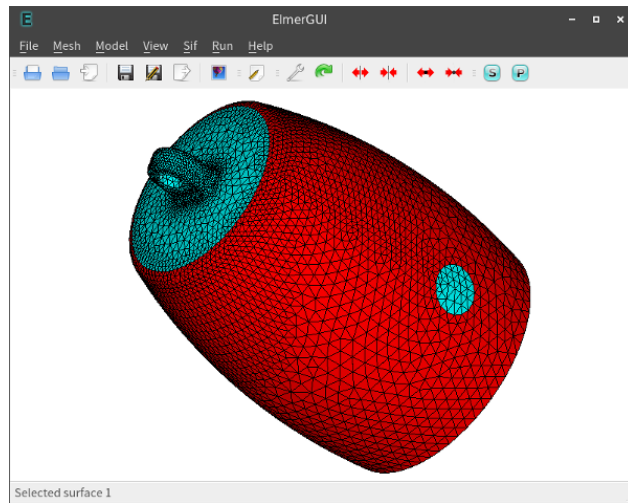 E ElmerGUI
File Mesh Model View Sif Run Help
S P
Selected surface 1